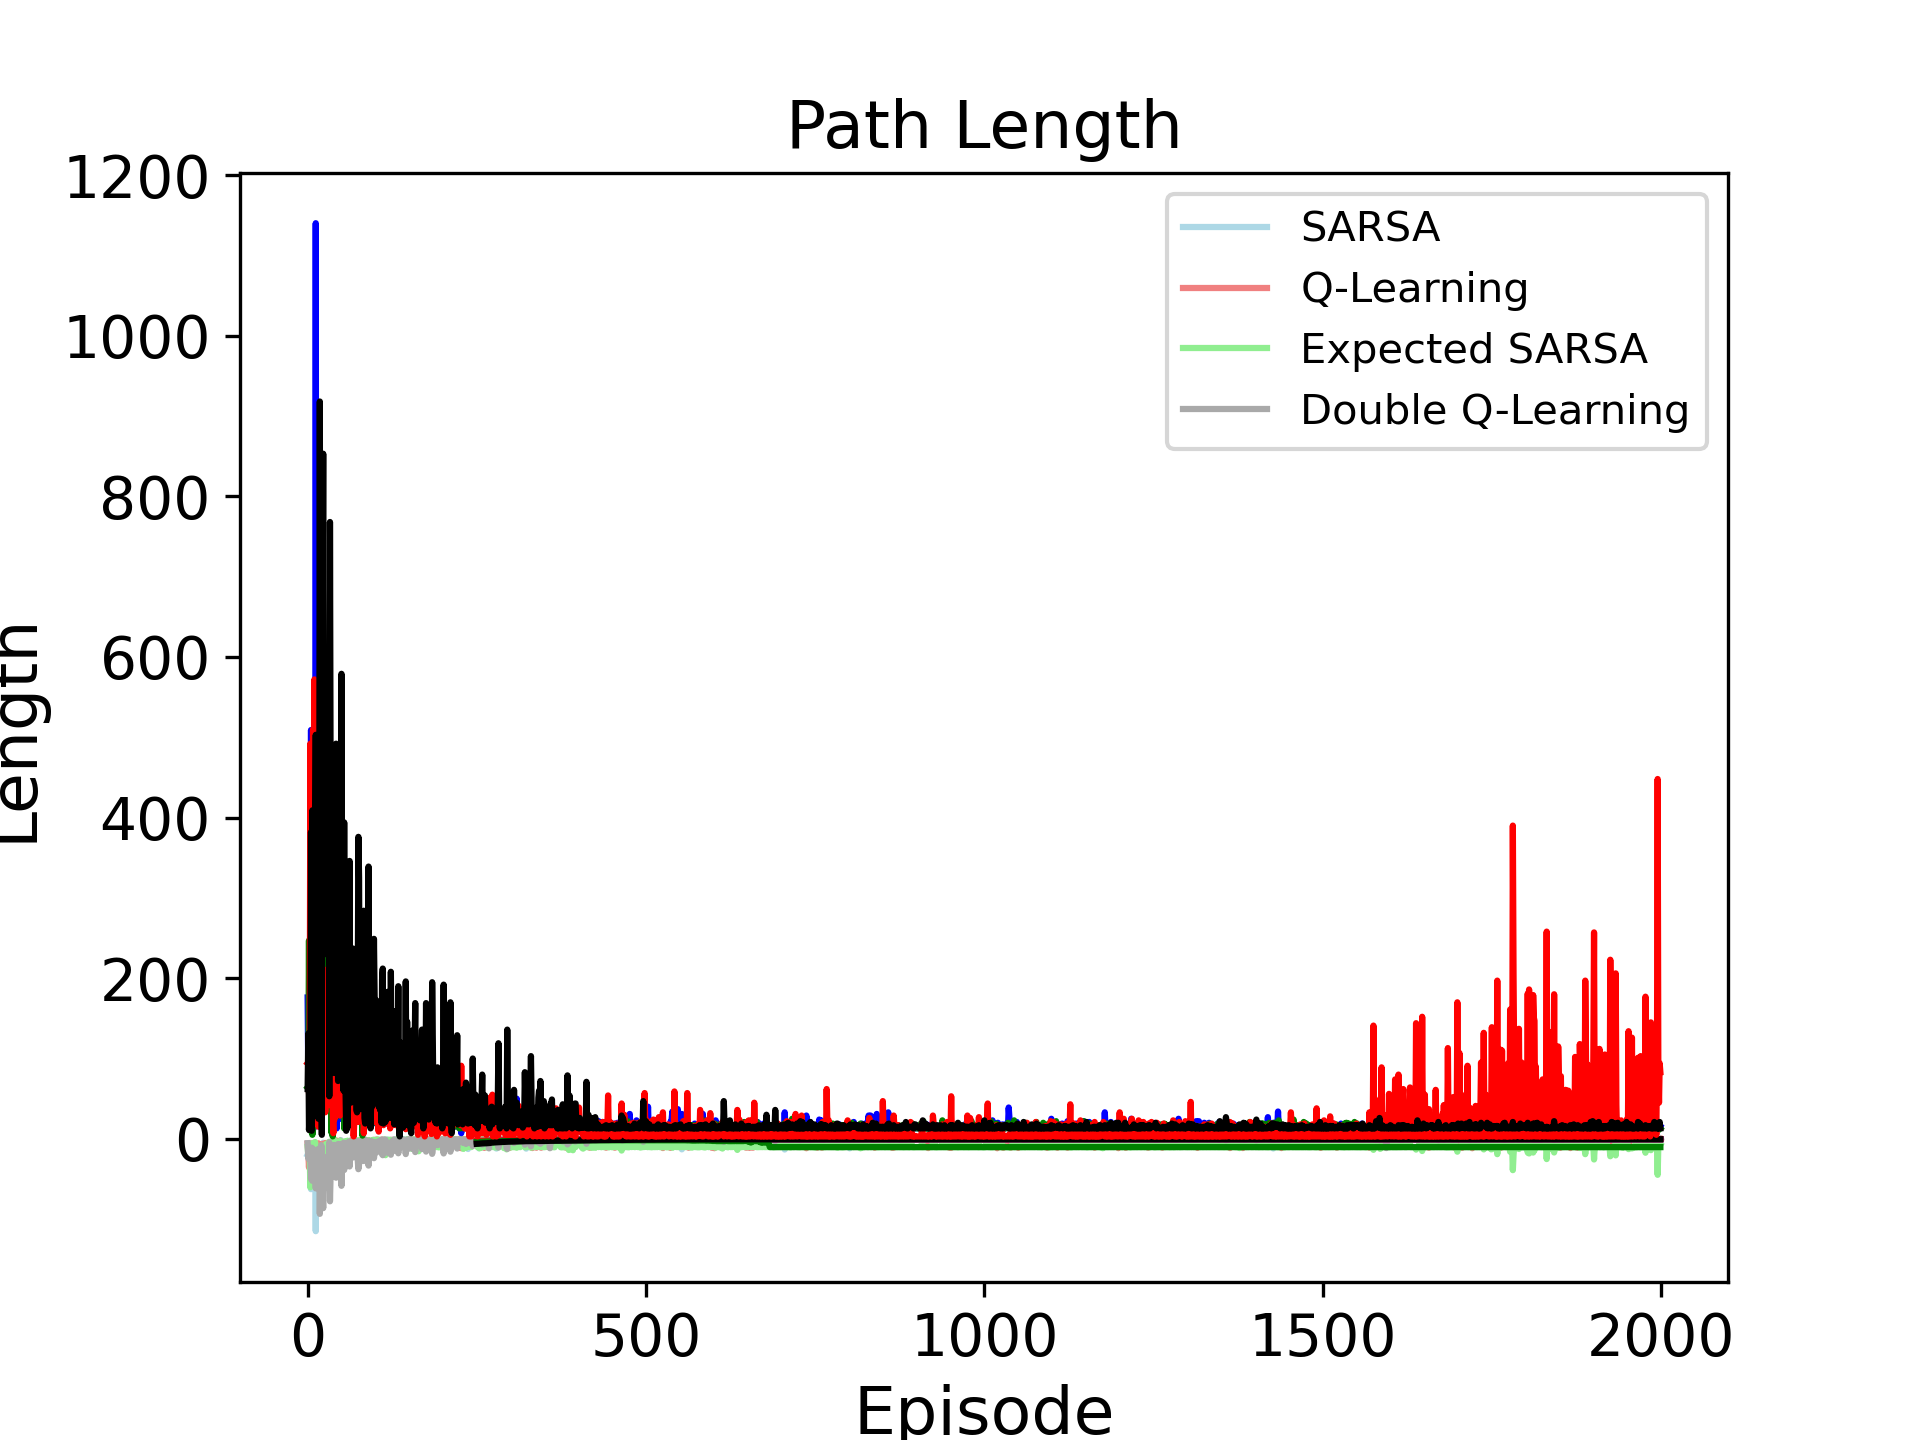 Path Length
1200
1000
800
600
400
200
0
Length
SARSA
Q-Learning
Expected SARSA
Double Q-Learning
0 500 1000 1500 2000
Episode